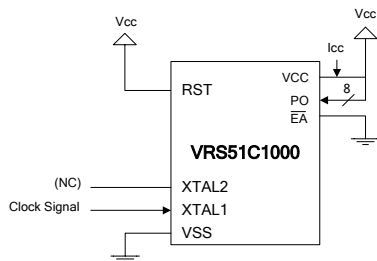 Vcc
Vcc
Icc
VCC
8
RST
PO
EA
VRS51C1000
(NC)
XTAL2
Clock Signal
XTAL1
VSS